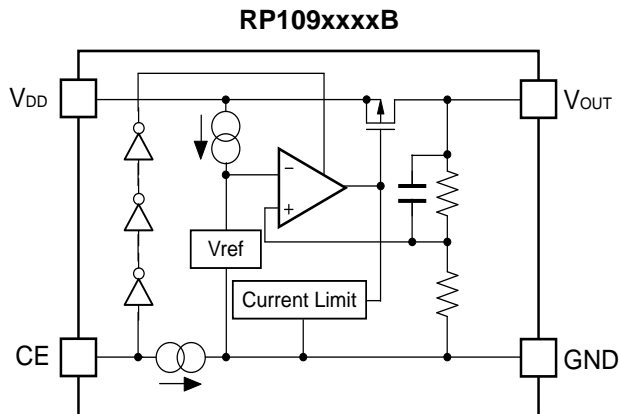 RP109xxxxB
VDD
VOUT
−
+
Vref
Current Limit
CE
GND